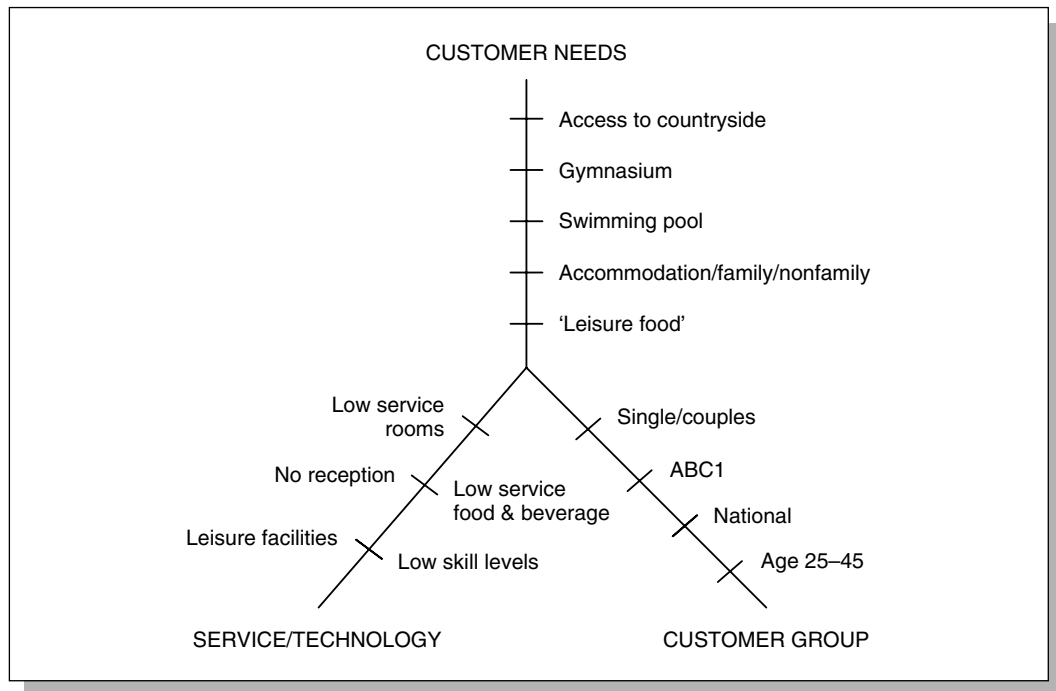 CUSTOMER NEEDS
Access to countryside
Gymnasium
Swimming pool
Accommodation/family/nonfamily
‘Leisure food’
Low service
rooms
No reception
Low service
food & beverage
Leisure facilities
Low skill levels
Single/couples
ABC1
National
Age 25–45
SERVICE/TECHNOLOGY
CUSTOMER GROUP